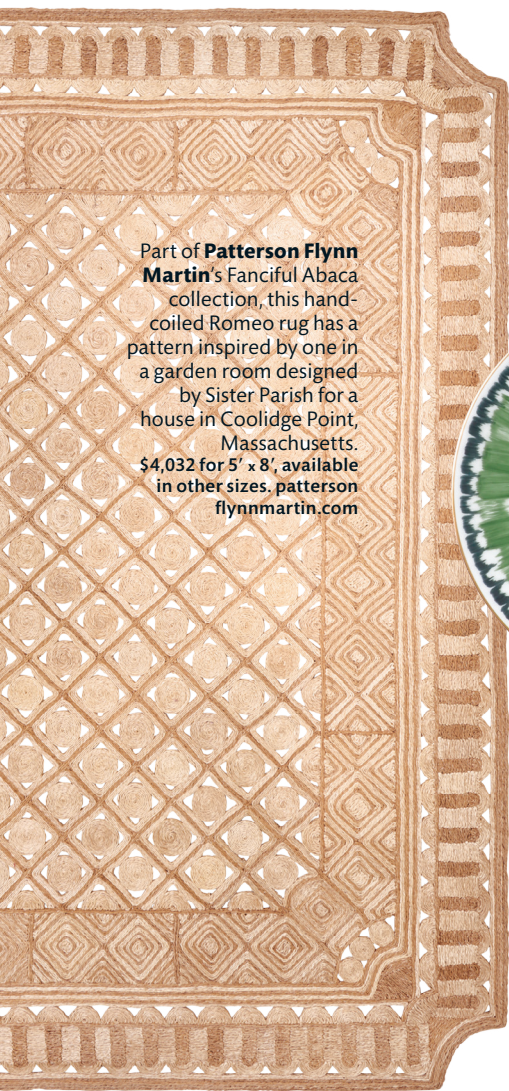 Part of Patterson Flynn
Martin’s Fanciful Abaca
collection, this hand-
coiled Romeo rug has a
pattern inspired by one in
a garden room designed
by Sister Parish for a
house in Coolidge Point,
Massachusetts.
$4,032 for 5′ x 8′, available
in other sizes. patterson
flynnmartin.com